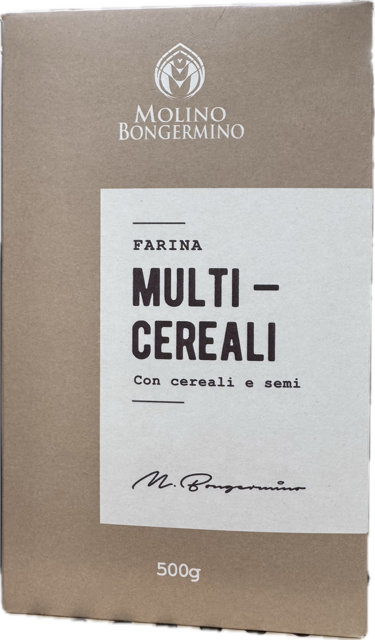 MOLINO
BONGERMINO
FARINA
MULTI –
CEREALI
Con cereali e semi
N. Bongermino
500g